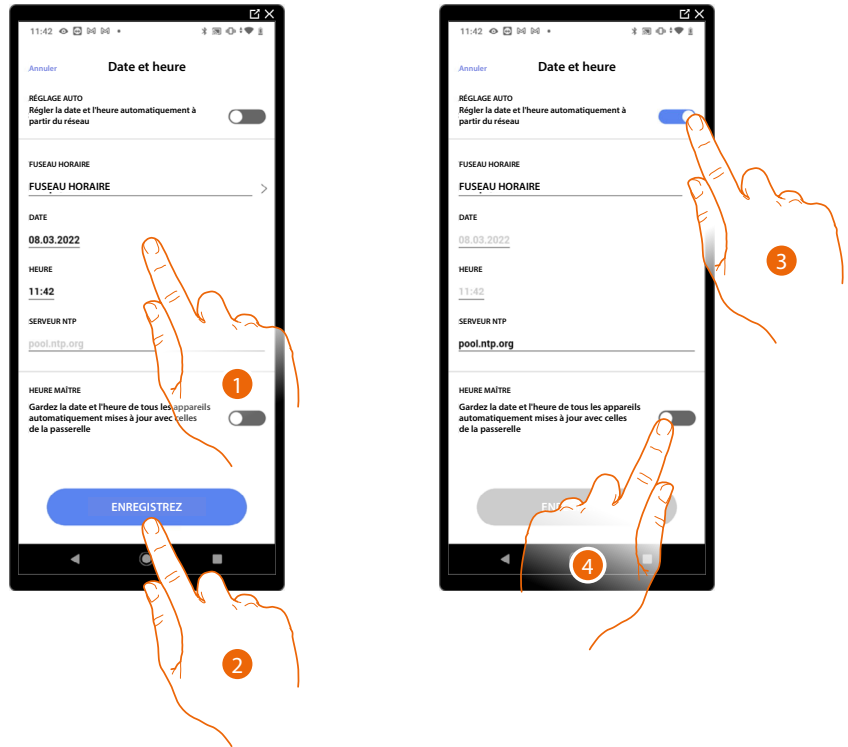 11:42
Annuler
Date et heure
RÉGLAGE AUTO
Régler la date et l'heure automatiquement à
partir du réseau
FUSEAU HORAIRE
FUSEAU HORAIRE
DATE
08.03.2022
HEURE
11:42
SERVEUR NTP
pool.ntp.org
HEURE MAÎTRE
Gardez la date et l'heure de tous les appareils
automatiquement mises à jour avec celles
de la passerelle
ENREGISTREZ
1
2
11:42
Annuler
Date et heure
RÉGLAGE AUTO
Régler la date et l'heure automatiquement à
partir du réseau
FUSEAU HORAIRE
FUSEAU HORAIRE
DATE
08.03.2022
HEURE
11:42
SERVEUR NTP
pool.ntp.org
HEURE MAÎTRE
Gardez la date et l'heure de tous les appareils
automatiquement mises à jour avec celles
de la passerelle
3
4